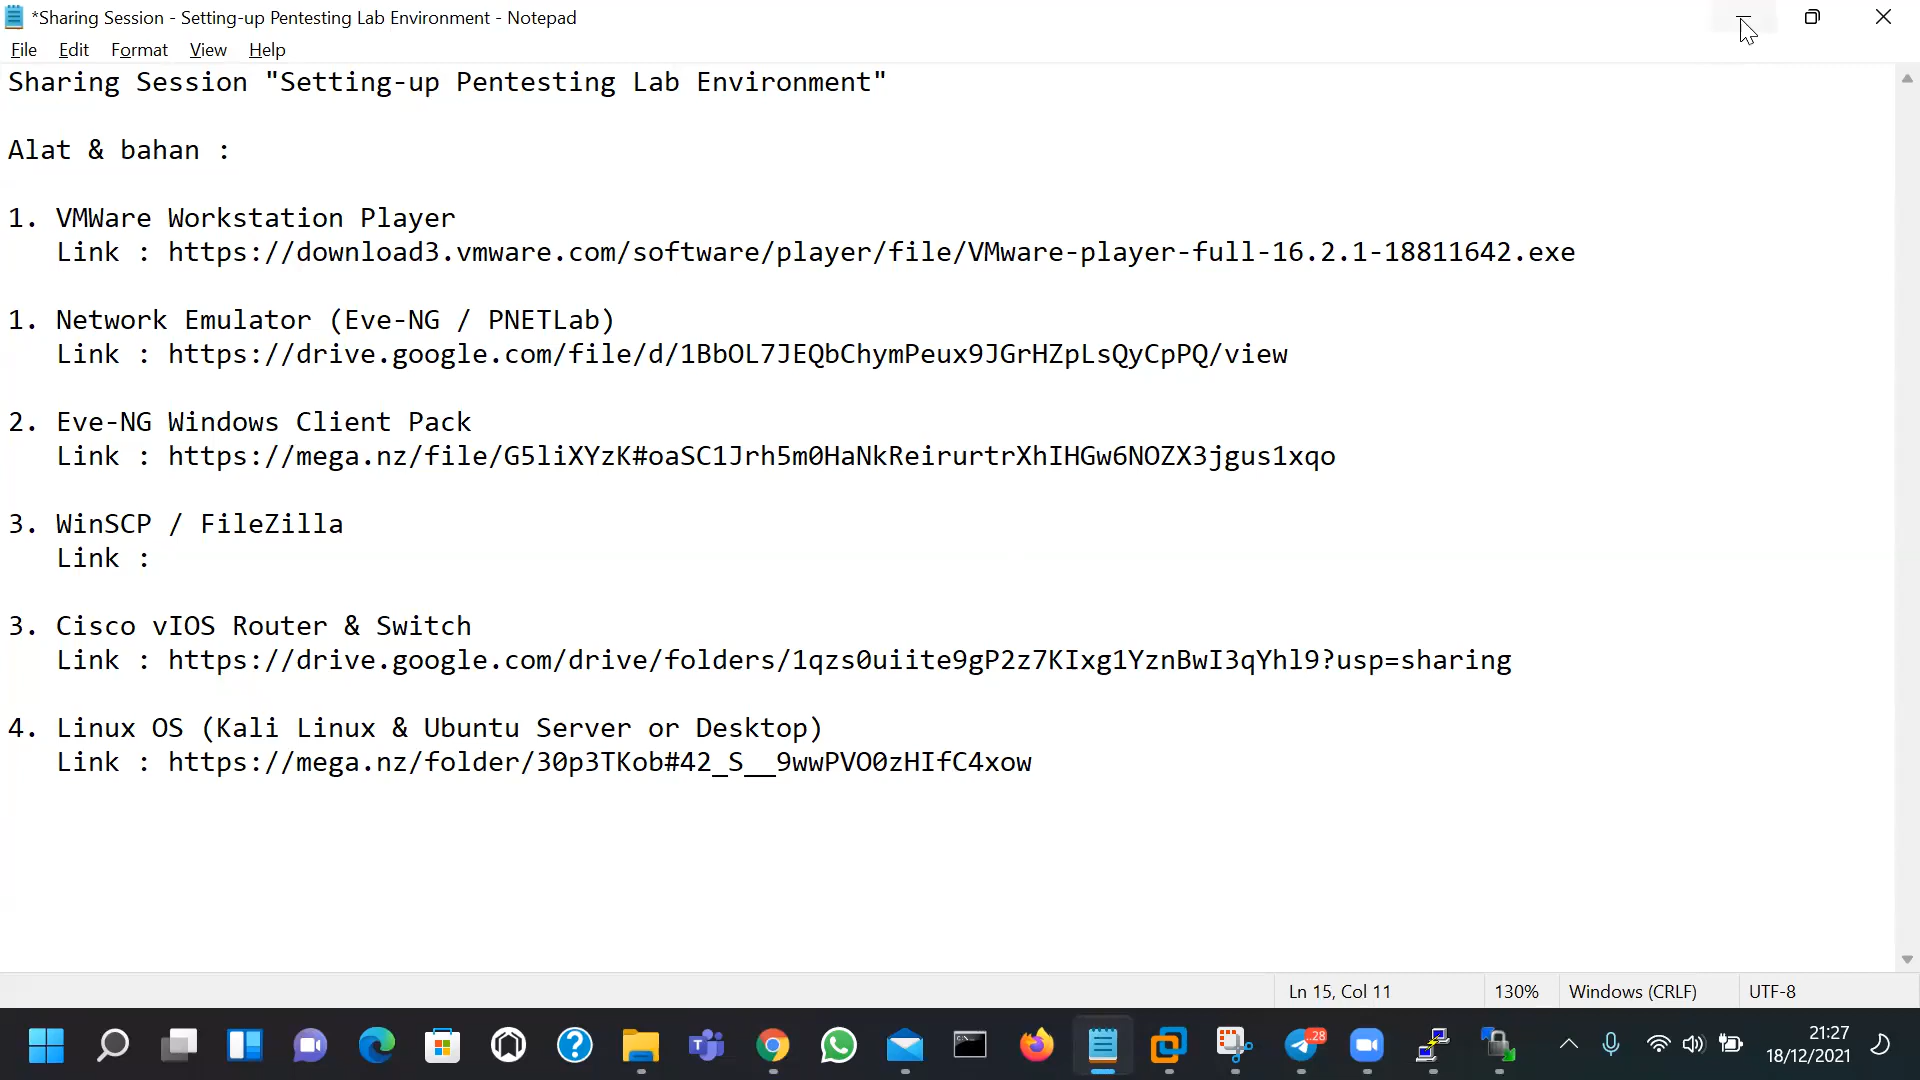 *Sharing Session - Setting-up Pentesting Lab Environment - Notepad
File Edit Format View Help
Sharing Session "Setting-up Pentesting Lab Environment"
Alat & bahan :
1. VMWare Workstation Player
Link : https://download3.vmware.com/software/player/file/VMware-player-full-16.2.1-18811642.exe
1. Network Emulator (Eve-NG / PNETLab)
Link : https://drive.google.com/file/d/1BbOL7JEQbChymPeux9JGrHZpLsQyCpPQ/view
2. Eve-NG Windows Client Pack
Link : https://mega.nz/file/G5liXYzK#oaSC1Jrh5m0HaNkReirurtrXhIHGw6NOZX3jgus1xqo
3. WinSCP / FileZilla
Link :
3. Cisco vIOS Router & Switch
Link : https://drive.google.com/drive/folders/1qzs0uiite9gP2z7KIxg1YznBwI3qYhl9?usp=sharing
4. Linux OS (Kali Linux & Ubuntu Server or Desktop)
Link : https://mega.nz/folder/30p3TKob#42_S__9wwPVO0zHIfC4xow
Ln 15, Col 11 130% Windows (CRLF) UTF-8
21:27
18/12/2021